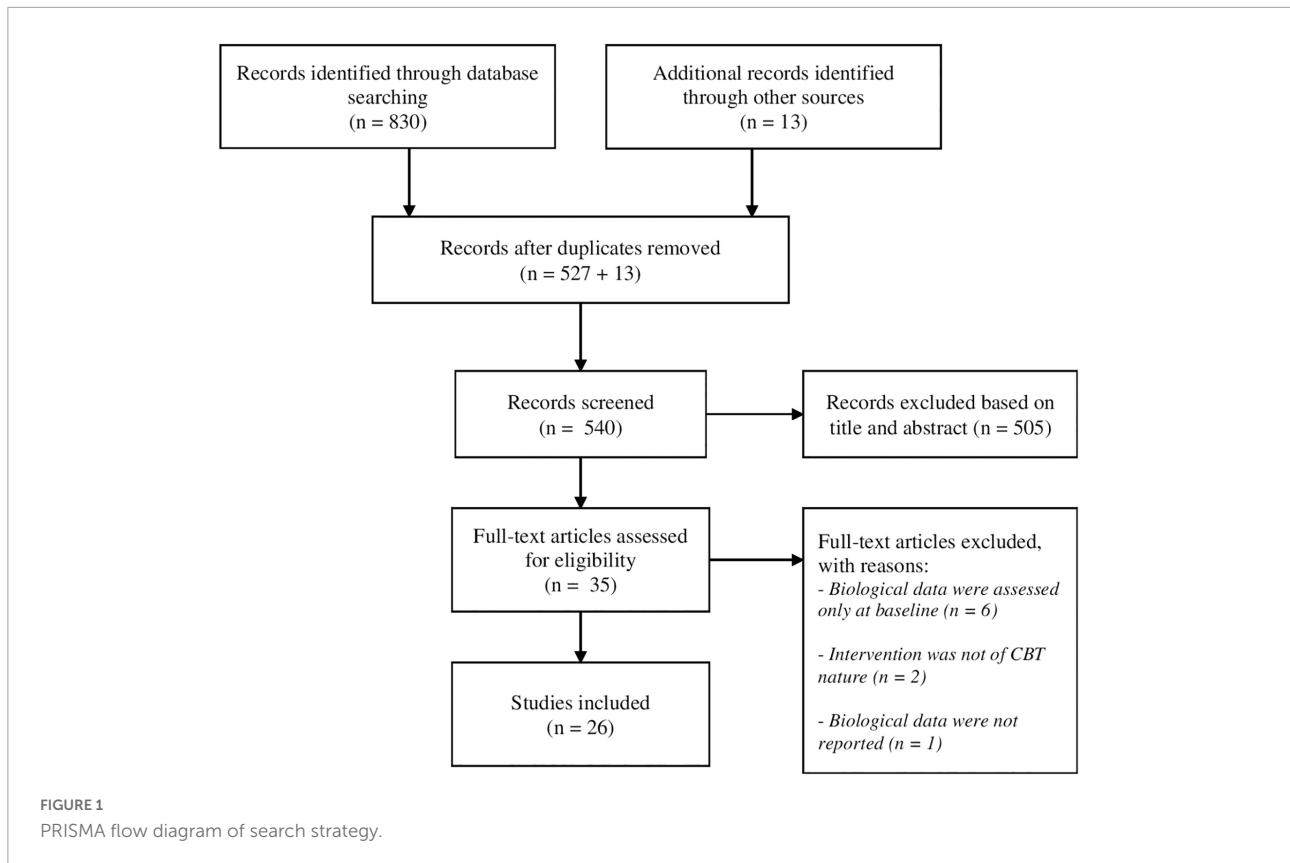 Records identified through database
searching
(n = 830)
Additional records identified
through other sources
(n = 13)
Records after duplicates removed
(n = 527 + 13)
Records screened
(n = 540)
Records excluded based on
title and abstract (n = 505)
Full-text articles assessed
for eligibility
(n = 35)
Full-text articles excluded,
with reasons:
- Biological data were assessed
only at baseline (n = 6)
- Intervention was not of CBT
nature (n = 2)
- Biological data were not
reported (n = 1)
Studies included
(n = 26)
FIGURE 1
PRISMA flow diagram of search strategy.